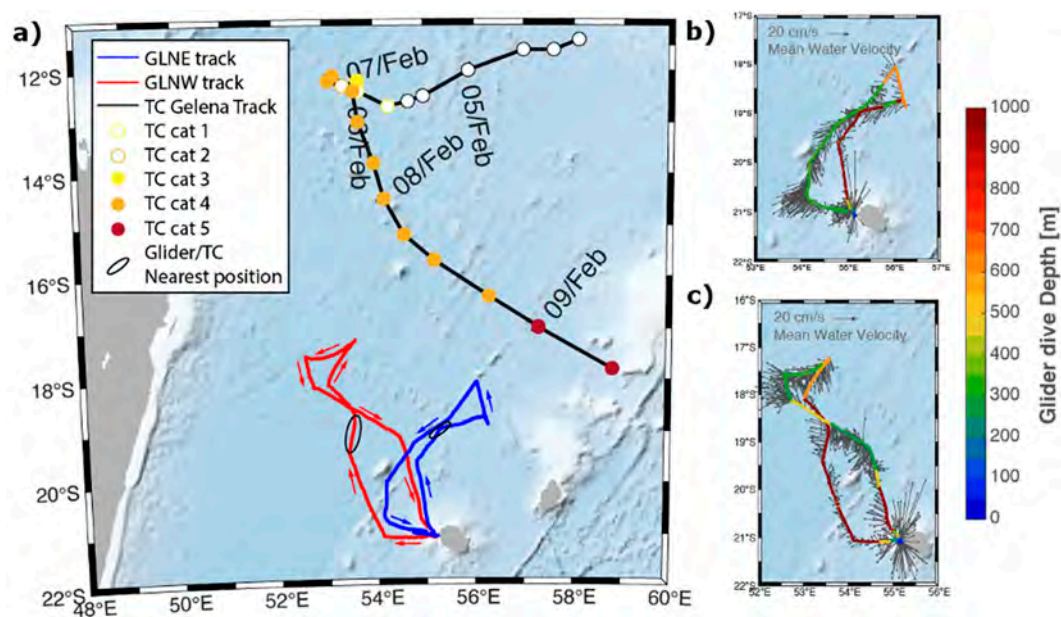 a)
GLNE track
GLNW track
TC Gelena Track
TC cat 1
TC cat 2
TC cat 3
TC cat 4
TC cat 5
Glider/TC
Nearest position
07/Feb
03/Feb
05/Feb
08/Feb
09/Feb
12°S
14°S
16°S
18°S
20°S
22°S
48°E
50°E
52°E
54°E
56°E
58°E
60°E
b)
20 cm/s
Mean Water Velocity
17°S
18°S
19°S
20°S
21°S
22°S
53°E
54°E
55°E
56°E
57°E
c)
20 cm/s
Mean Water Velocity
16°S
17°S
18°S
19°S
20°S
21°S
22°S
52°E
53°E
54°E
55°E
56°E
1000
900
800
700
600
500
400
300
200
100
0
Glider dive Depth [m]